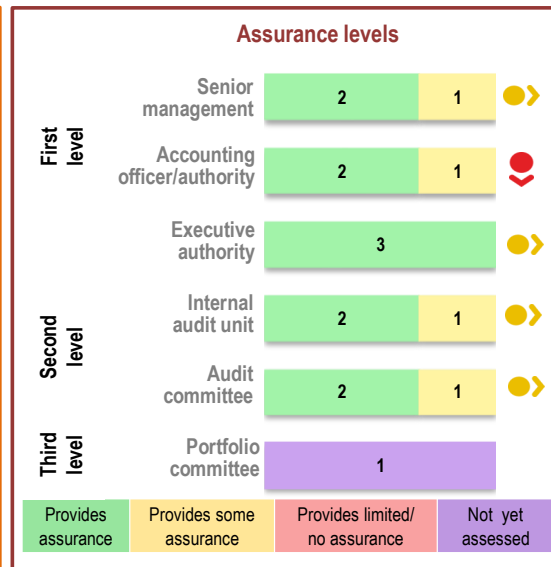 Assurance levels
First
level
Senior
management
2
1
Accounting
officer/authority
2
1
Executive
authority
3
Second
level
Internal
audit unit
2
1
Audit
committee
2
1
Third
level
Portfolio
committee
1
Provides
assurance
Provides some
assurance
Provides limited/
no assurance
Not yet
assessed